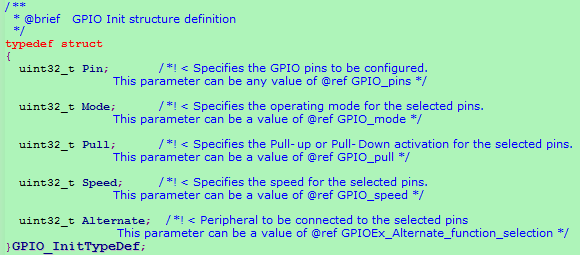 /**
* @brief GPIO Init structure definition
*/
typedef struct
{
uint32_t Pin; /*! < Specifies the GPIO pins to be configured.
This parameter can be any value of @ref GPIO_pins */
uint32_t Mode; /*! < Specifies the operating mode for the selected pins.
This parameter can be a value of @ref GPIO_mode */
uint32_t Pull; /*! < Specifies the Pull-up or Pull-Down activation for the selected pins.
This parameter can be a value of @ref GPIO_pull */
uint32_t Speed; /*! < Specifies the speed for the selected pins.
This parameter can be a value of @ref GPIO_speed */
uint32_t Alternate; /*! < Peripheral to be connected to the selected pins
This parameter can be a value of @ref GPIOEx_Alternate_function_selection */
}GPIO_InitTypeDef;